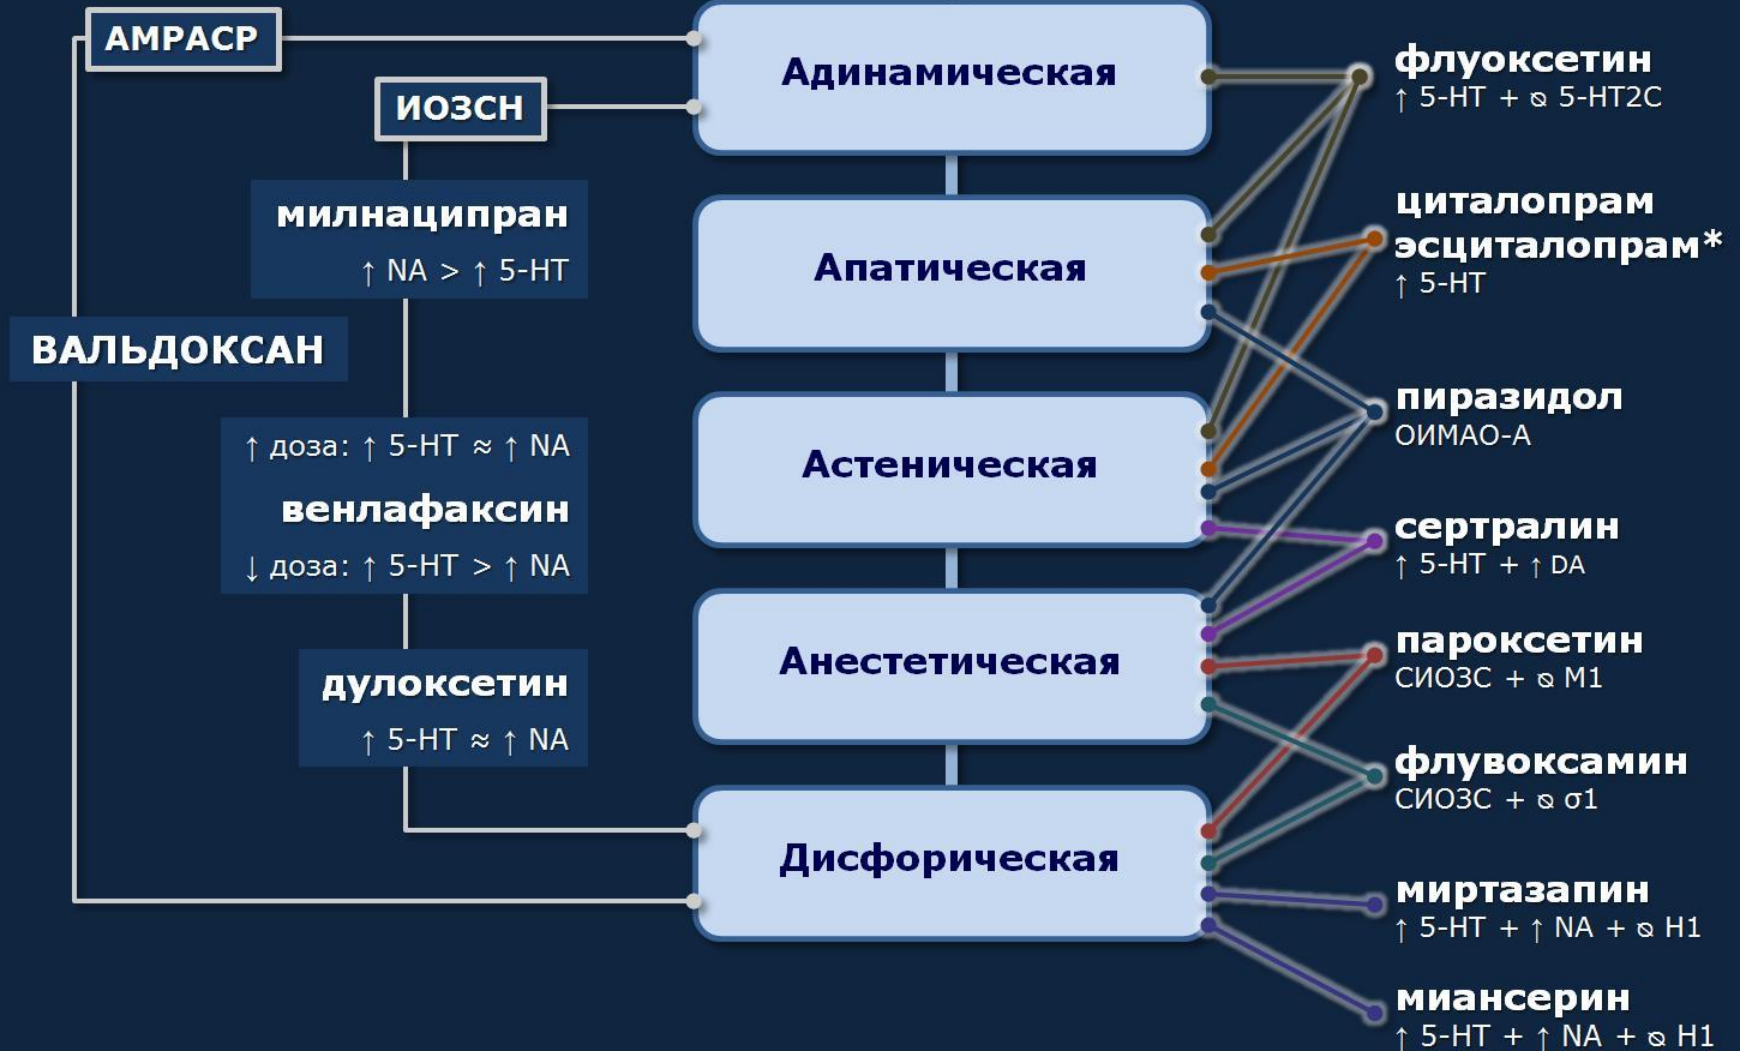 АМРАСР
ИОЗСН
милнаципран
↑ NA > ↑ 5-HT
ВАЛЬДОКСАН
↑ доза: ↑ 5-HT ≈ ↑ NA
венлафаксин
↓ доза: ↑ 5-HT > ↑ NA
дулоксетин
↑ 5-HT ≈ ↑ NA
Адинамическая
Апатическая
Астеническая
Анестетическая
Дисфорическая
флуоксетин
↑ 5-HT + ⦰ 5-HT2C
циталопрам
эсциталопрам*
↑ 5-HT
пиразидол
ОИМАО-А
сертралин
↑ 5-HT + ↑ DA
пароксетин
СИОЗС + ⦰ M1
флувоксамин
СИОЗС + ⦰ σ1
миртазапин
↑ 5-HT + ↑ NA + ⦰ H1
миансерин
↑ 5-HT + ↑ NA + ⦰ H1